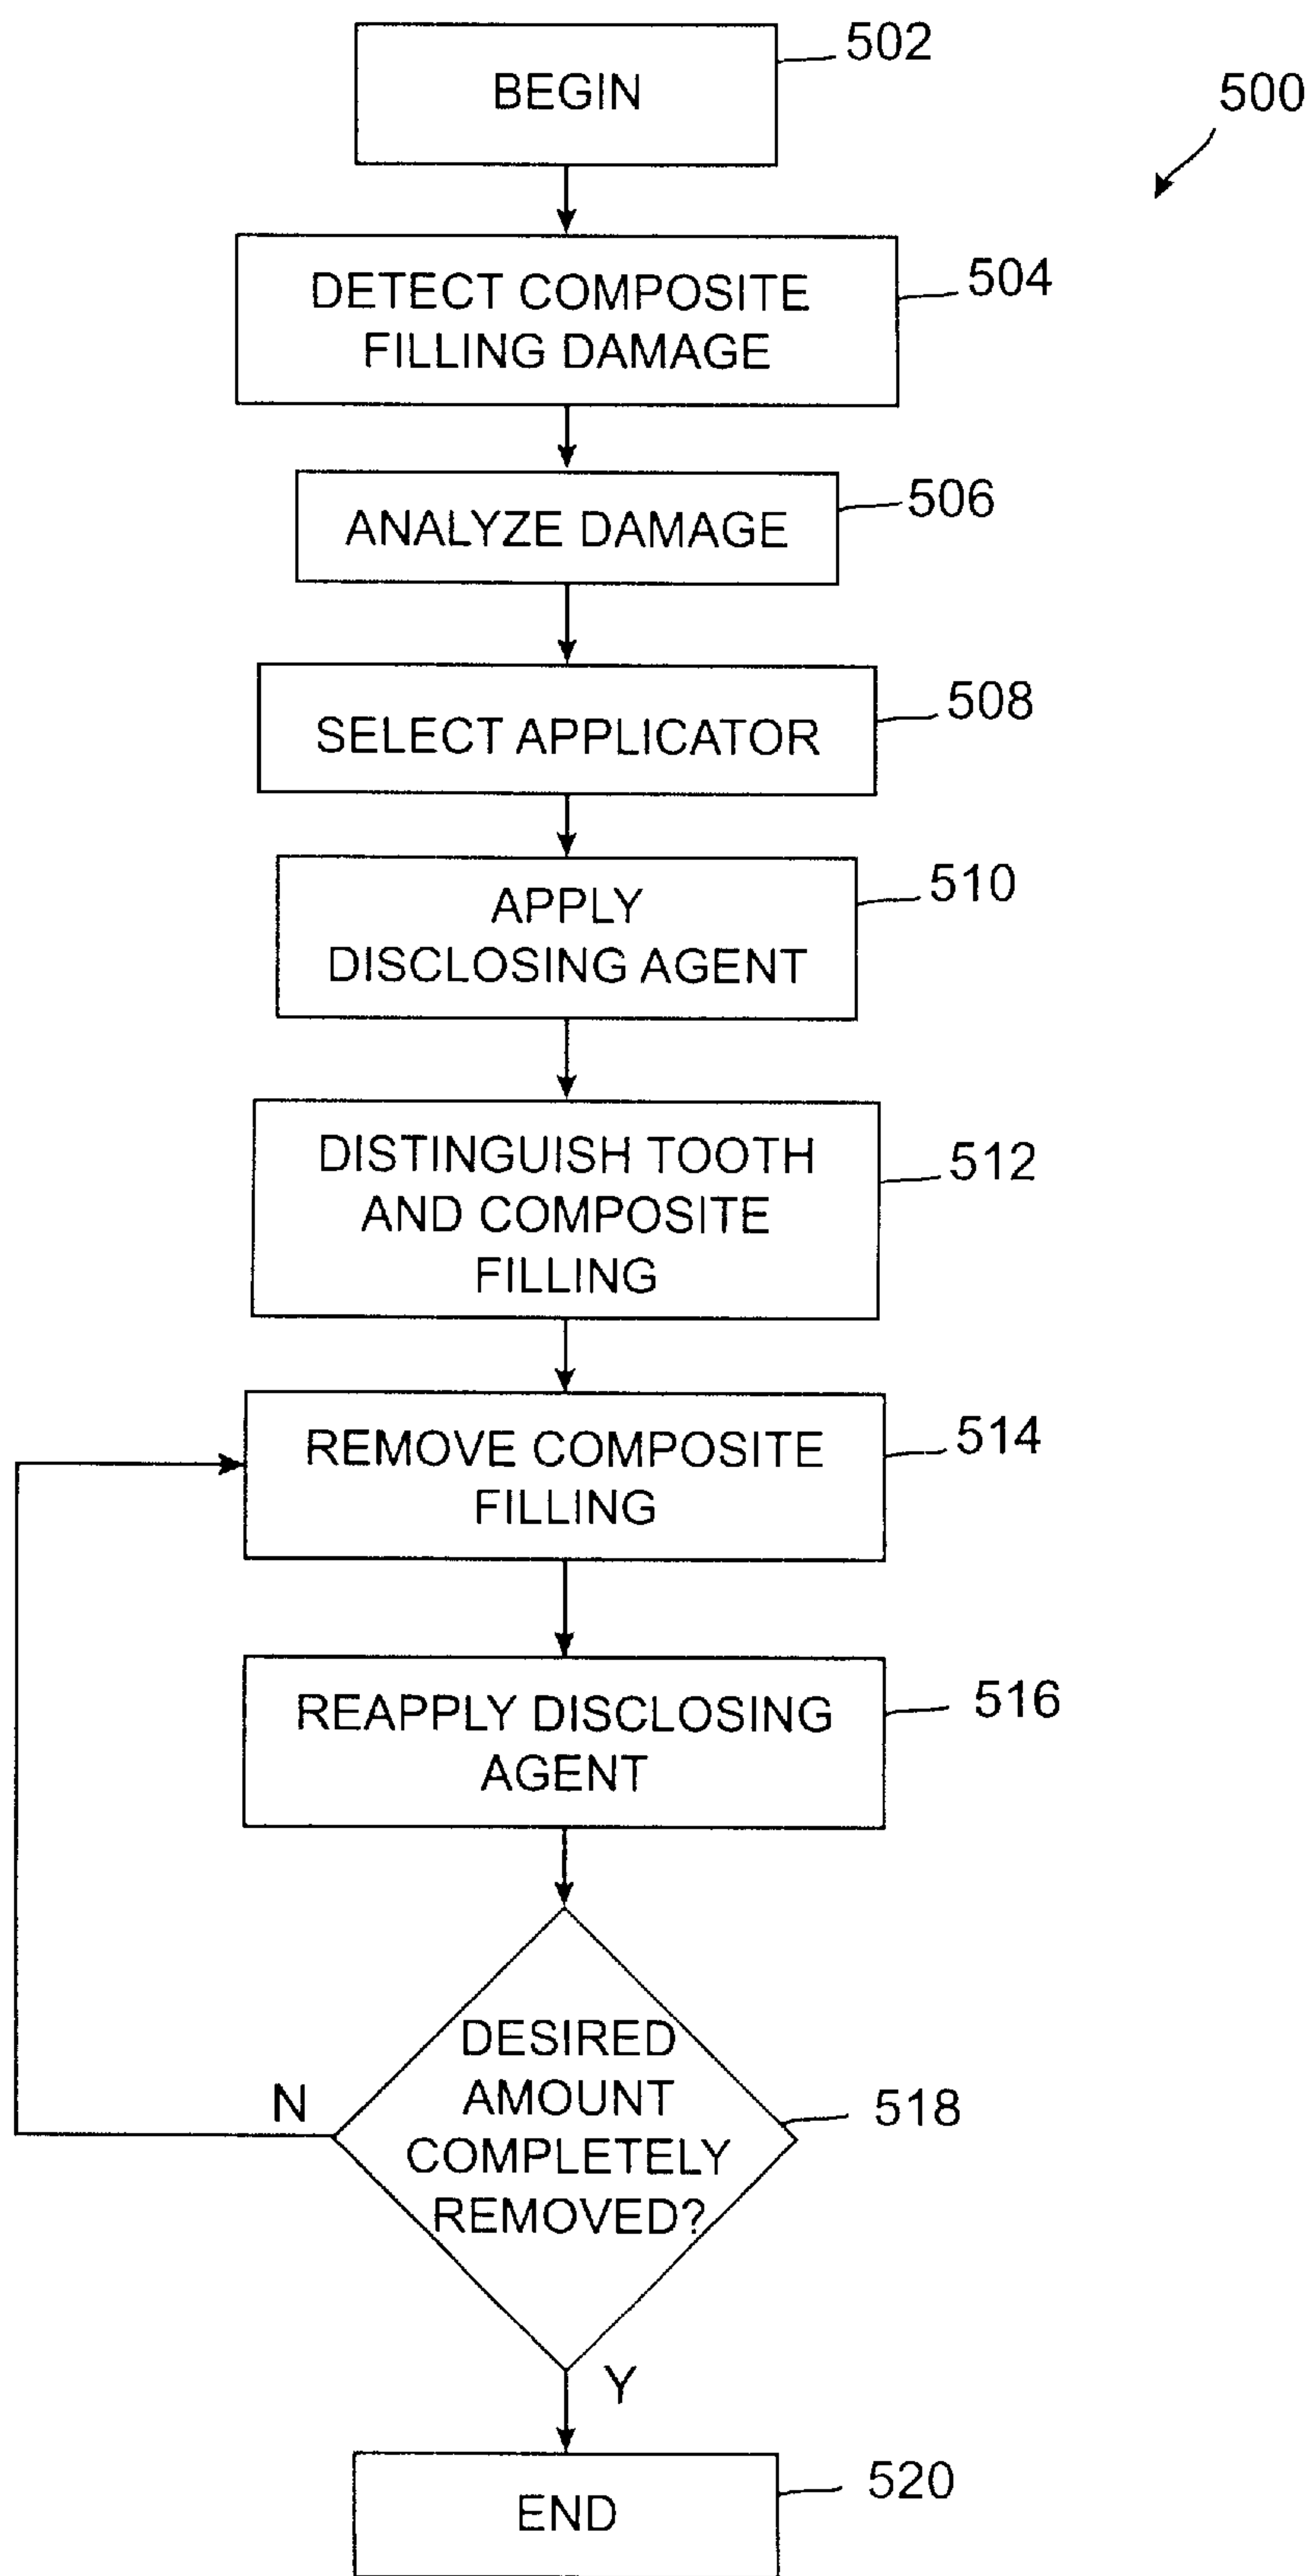 BEGIN
502
500
DETECT COMPOSITE
FILLING DAMAGE
504
ANALYZE DAMAGE
506
SELECT APPLICATOR
508
APPLY
DISCLOSING AGENT
510
DISTINGUISH TOOTH
AND COMPOSITE
FILLING
512
REMOVE COMPOSITE
FILLING
514
REAPPLY DISCLOSING
AGENT
516
DESIRED
AMOUNT
COMPLETELY
REMOVED?
518
N
Y
END
520